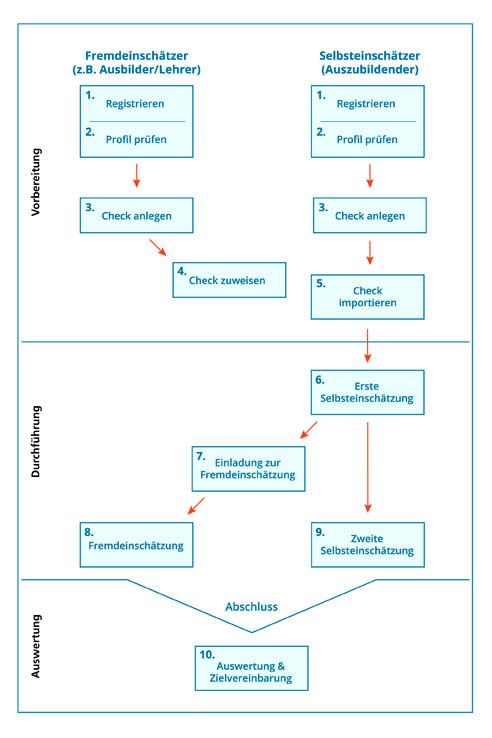 Fremdeinschätzer
(z.B. Ausbilder/Lehrer)
Selbsteinschätzer
(Auszubildender)
Vorbereitung
1.
Registrieren
2.
Profil prüfen
1.
Registrieren
2.
Profil prüfen
3.
Check anlegen
3.
Check anlegen
4.
Check zuweisen
5.
Check
importieren
Durchführung
6.
Erste
Selbsteinschätzung
7.
Einladung zur
Fremdeinschätzung
8.
Fremdeinschätzung
9.
Zweite
Selbsteinschätzung
Auswertung
Abschluss
10.
Auswertung &
Zielvereinbarung